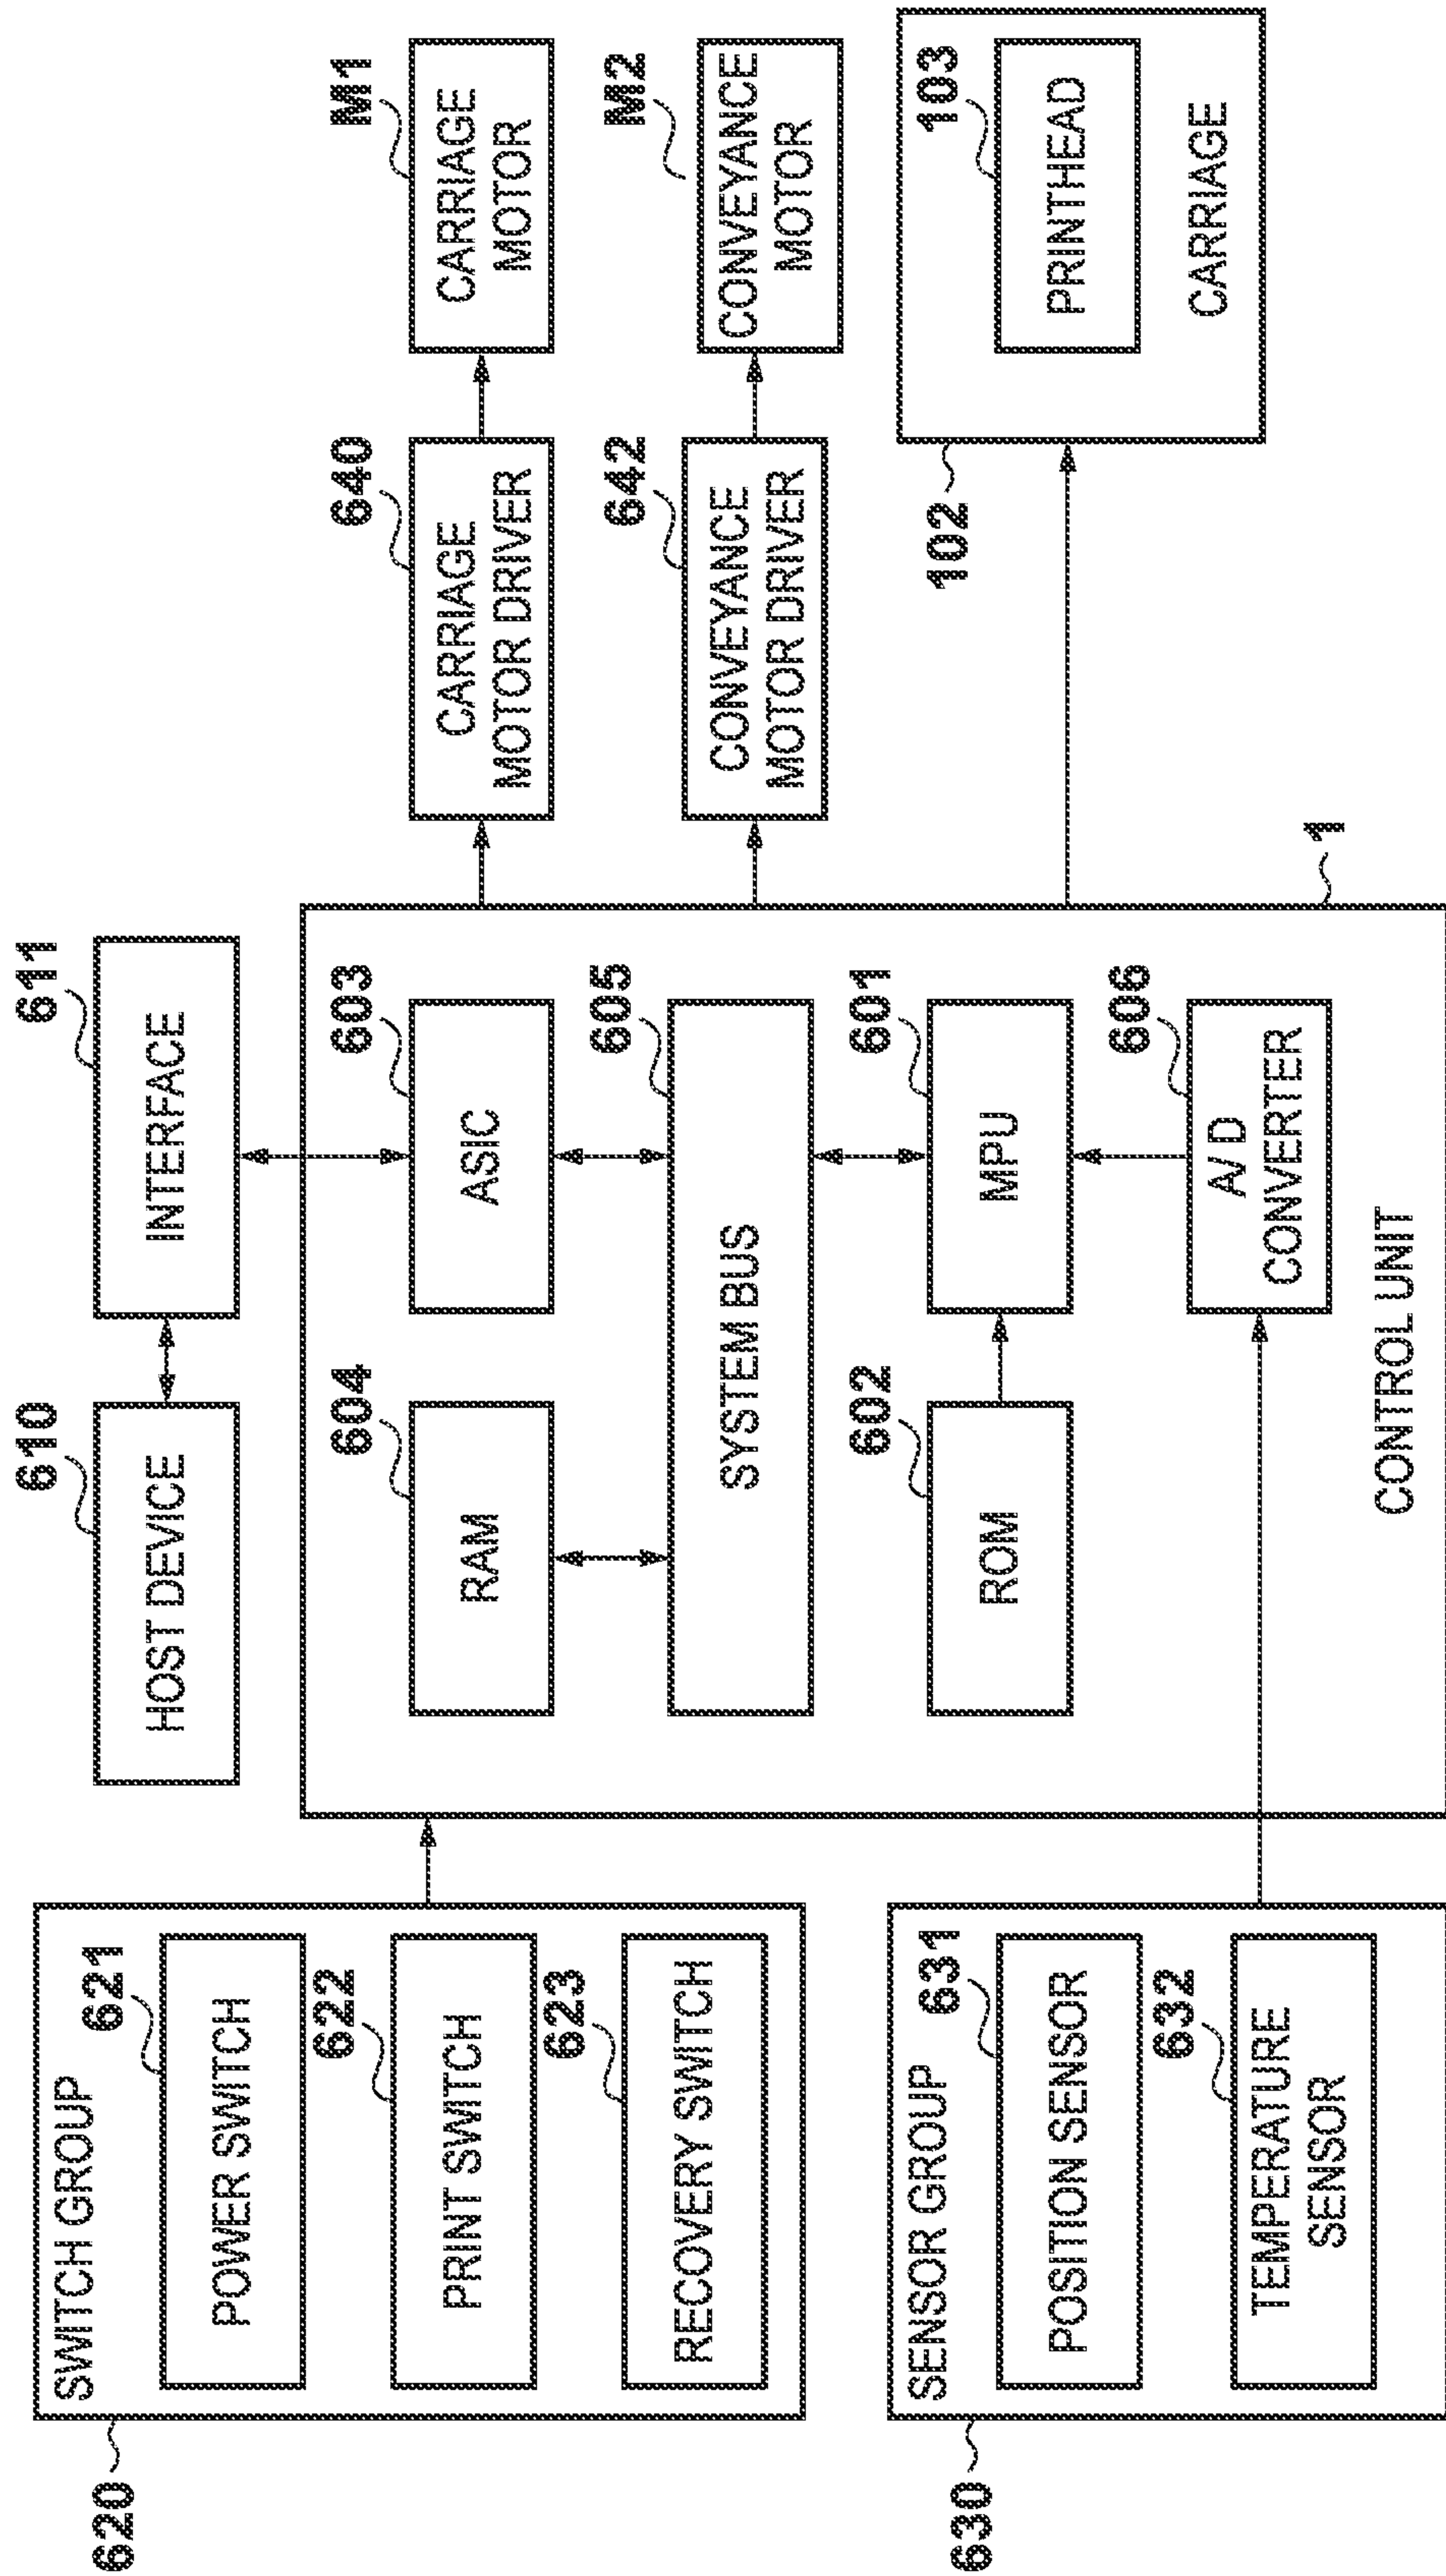 610
HOST DEVICE
611
INTERFACE
SWITCH GROUP
620
621
POWER SWITCH
622
PRINT SWITCH
623
RECOVERY SWITCH
SENSOR GROUP
630
631
POSITION SENSOR
632
TEMPERATURE
SENSOR
604
RAM
603
ASIC
605
SYSTEM BUS
602
ROM
601
MPU
606
A/D
CONVERTER
CONTROL UNIT
1
640
CARRIAGE
MOTOR DRIVER
M1
CARRIAGE
MOTOR
642
CONVEYANCE
MOTOR DRIVER
M2
CONVEYANCE
MOTOR
102
103
PRINTHEAD
CARRIAGE